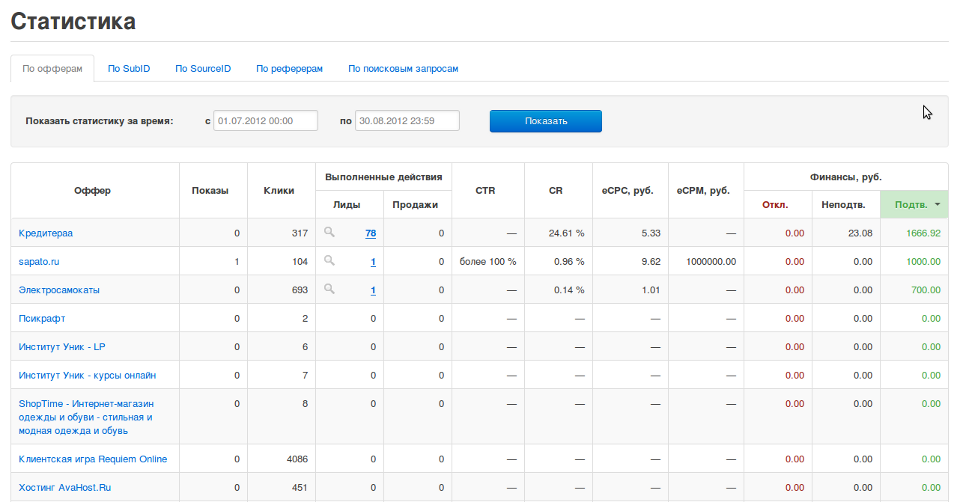 Статистика
По офферам По SubID По SourceID По реферерам По поисковым запросам
Показать статистику за время: с 01.07.2012 00:00 по 30.08.2012 23:59 Показать
Оффер Показы Клики Выполненные действия CTR CR eCPC, руб. eCPM, руб. Финансы, руб.
Лиды Продажи Откл. Неподтв. Подтв.
Кредитераа 0 317 78 0 — 24.61 % 5.33 — 0.00 23.08 1666.92
sapato.ru 1 104 1 0 более 100 % 0.96 % 9.62 1000000.00 0.00 0.00 1000.00
Электросамокаты 0 693 1 0 — 0.14 % 1.01 — 0.00 0.00 700.00
Псикрафт 0 2 0 0 — — — — 0.00 0.00 0.00
Институт Уник - LP 0 6 0 0 — — — — 0.00 0.00 0.00
Институт Уник - курсы онлайн 0 7 0 0 — — — — 0.00 0.00 0.00
ShopTime - Интернет-магазин 0 8 0 0 — — — — 0.00 0.00 0.00
одежды и обуви - стильная и
модная одежда и обувь
Клиентская игра Requiem Online 0 4086 0 0 — — — — 0.00 0.00 0.00
Хостинг AvaHost.Ru 0 451 0 0 — — — — 0.00 0.00 0.00